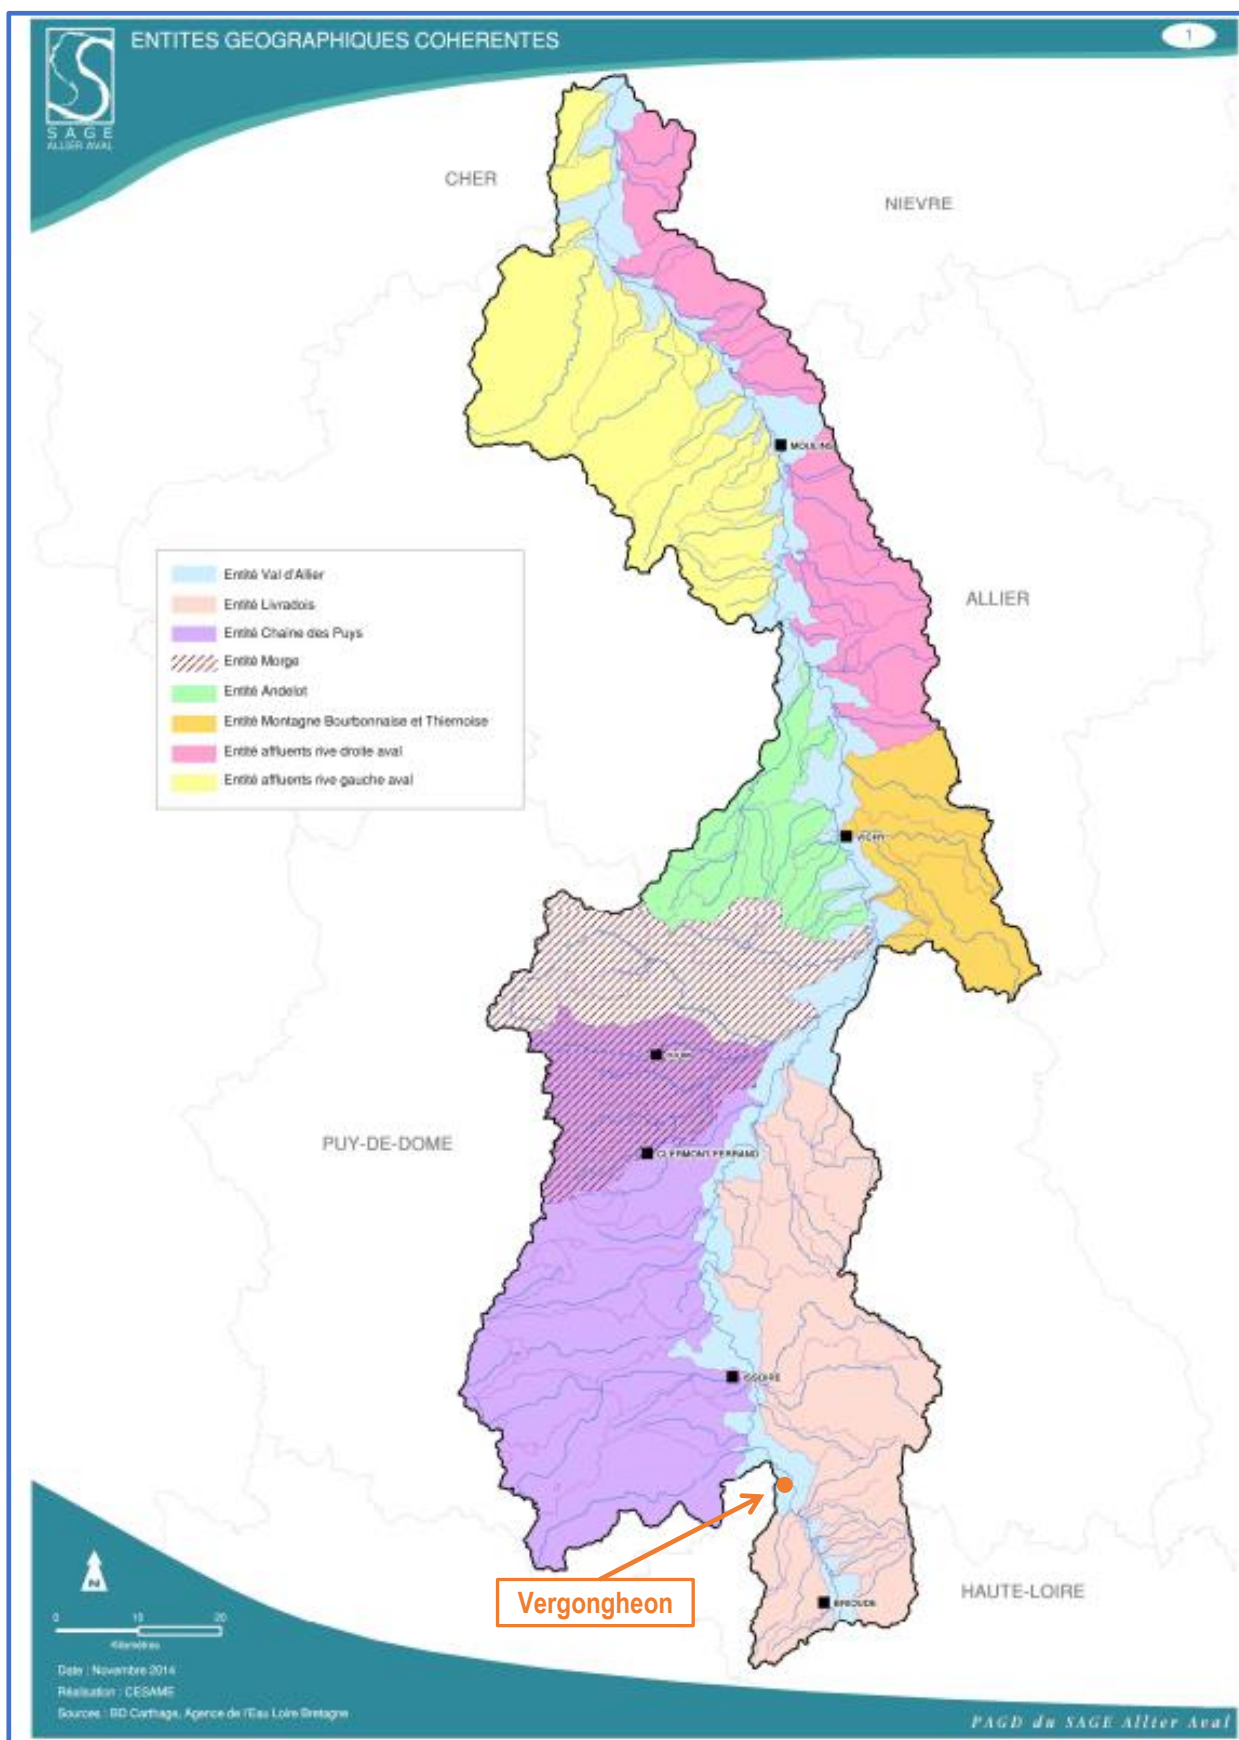 ENTITES GEOGRAPHIQUES COHERENTES
1
SAGE
ALLIER AVAL
CHER
NIEVRE
MOULINS
ALLIER
Entité Val d'Allier
Entité Livradois
Entité Chaîne des Puys
Entité Morge
Entité Andelot
Entité Montagne Bourbonnaise et Thiernoise
Entité affluents rive droite aval
Entité affluents rive gauche aval
VICHY
RIOM
PUY-DE-DOME
CLERMONT-FERRAND
ISSOIRE
Vergongheon
HAUTE-LOIRE
BRIOUDE
N
0 10 20
Kilomètres
Date : Novembre 2014
Réalisation : CESAME
Sources : BD Carthage, Agence de l'Eau Loire Bretagne
PAGD du SAGE Allier Aval